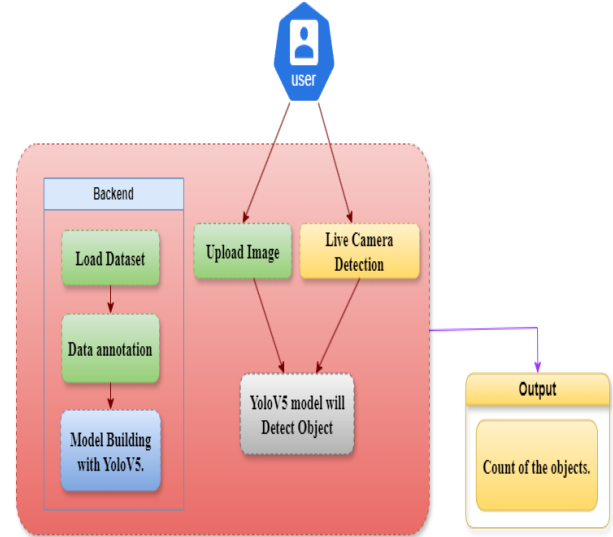 user
Backend
Load Dataset
Data annotation
Model Building
with YoloV5.
Upload Image
Live Camera
Detection
YoloV5 model will
Detect Object
Output
Count of the objects.